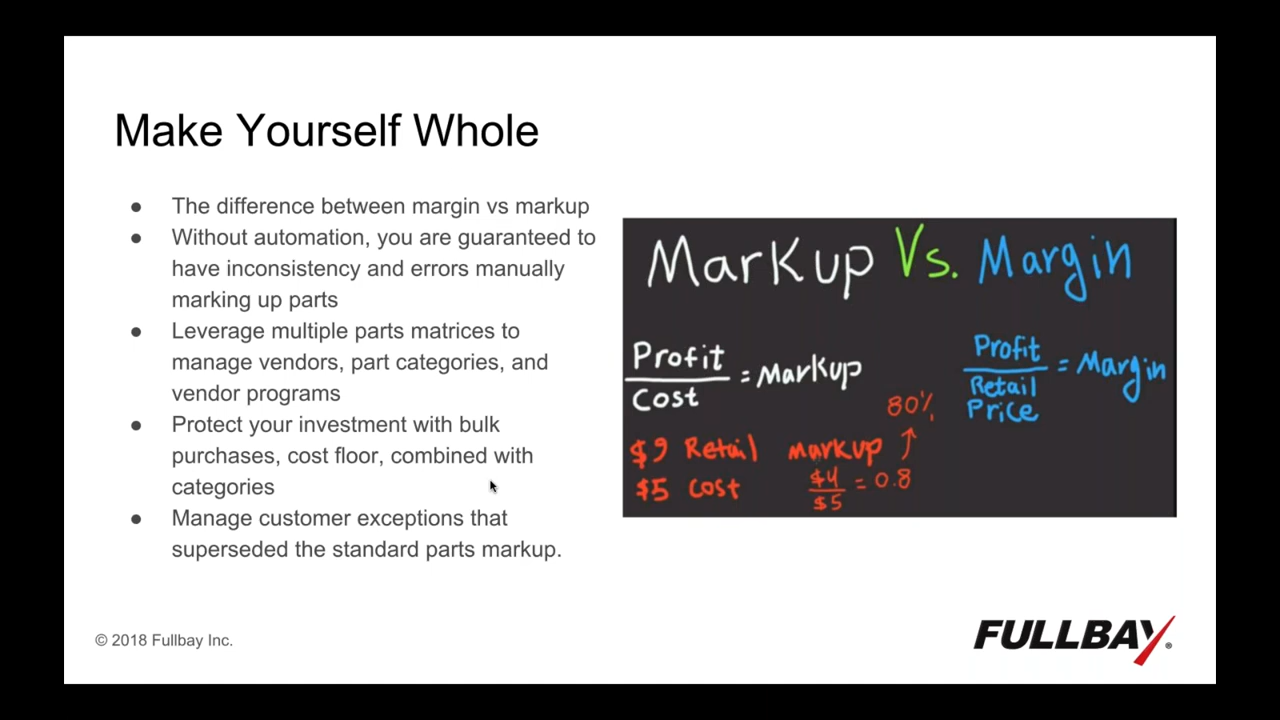 Make Yourself Whole
● The difference between margin vs markup
● Without automation, you are guaranteed to
have inconsistency and errors manually
marking up parts
● Leverage multiple parts matrices to
manage vendors, part categories, and
vendor programs
● Protect your investment with bulk
purchases, cost floor, combined with
categories
● Manage customer exceptions that
superseded the standard parts markup.
MarKup Vs. Margin
Profit
Cost
= MarKup
Profit
Retail
Price
= Margin
80%
$9 Retail
$5 Cost
markup
$4
$5
= 0.8
© 2018 Fullbay Inc.
FULLBAY®